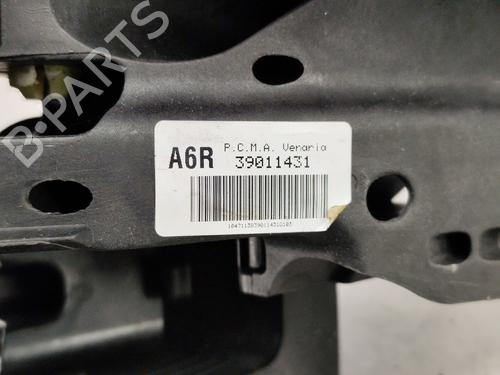 B-PARTS
A6R P.C.M.A. Venaria
39011431